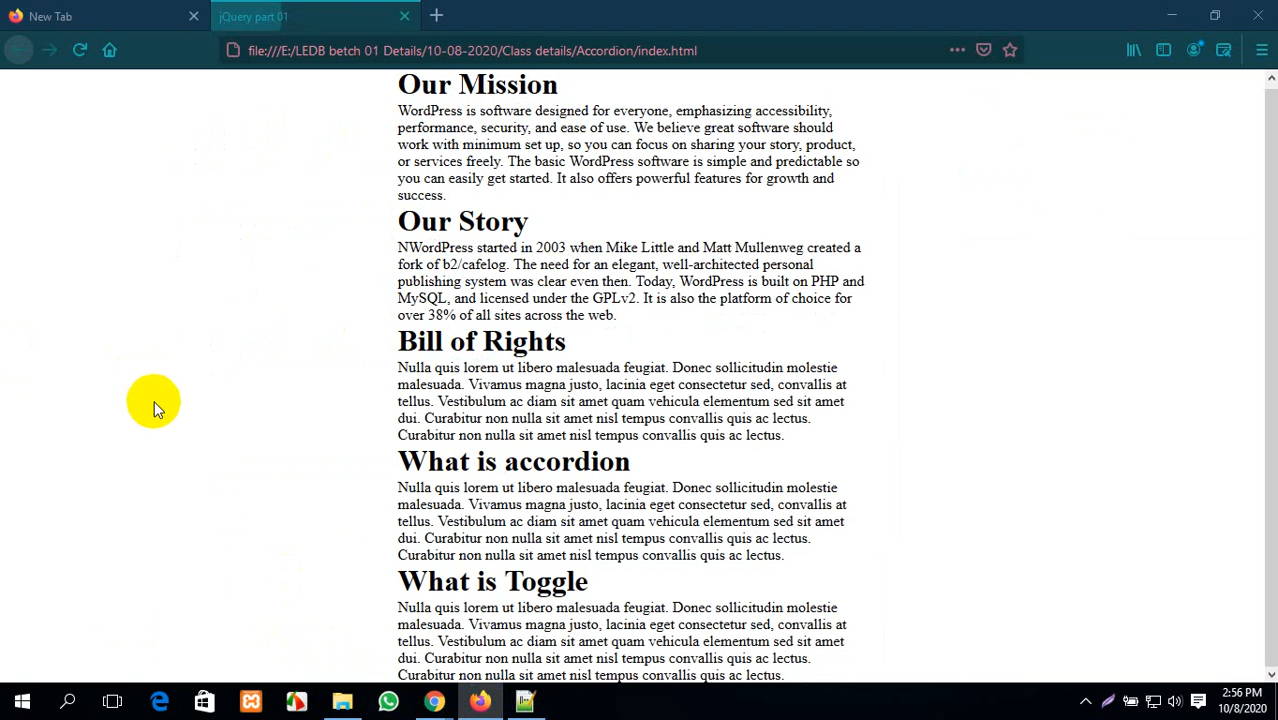 New Tab
jQuery part 01
file:///E:/LEDB betch 01 Details/10-08-2020/Class details/Accordion/index.html
Our Mission
WordPress is software designed for everyone, emphasizing accessibility,
performance, security, and ease of use. We believe great software should
work with minimum set up, so you can focus on sharing your story, product,
or services freely. The basic WordPress software is simple and predictable so
you can easily get started. It also offers powerful features for growth and
success.
Our Story
NWordPress started in 2003 when Mike Little and Matt Mullenweg created a
fork of b2/cafelog. The need for an elegant, well-architected personal
publishing system was clear even then. Today, WordPress is built on PHP and
MySQL, and licensed under the GPLv2. It is also the platform of choice for
over 38% of all sites across the web.
Bill of Rights
Nulla quis lorem ut libero malesuada feugiat. Donec sollicitudin molestie
malesuada. Vivamus magna justo, lacinia eget consectetur sed, convallis at
tellus. Vestibulum ac diam sit amet quam vehicula elementum sed sit amet
dui. Curabitur non nulla sit amet nisl tempus convallis quis ac lectus.
Curabitur non nulla sit amet nisl tempus convallis quis ac lectus.
What is accordion
Nulla quis lorem ut libero malesuada feugiat. Donec sollicitudin molestie
malesuada. Vivamus magna justo, lacinia eget consectetur sed, convallis at
tellus. Vestibulum ac diam sit amet quam vehicula elementum sed sit amet
dui. Curabitur non nulla sit amet nisl tempus convallis quis ac lectus.
Curabitur non nulla sit amet nisl tempus convallis quis ac lectus.
What is Toggle
Nulla quis lorem ut libero malesuada feugiat. Donec sollicitudin molestie
malesuada. Vivamus magna justo, lacinia eget consectetur sed, convallis at
tellus. Vestibulum ac diam sit amet quam vehicula elementum sed sit amet
dui. Curabitur non nulla sit amet nisl tempus convallis quis ac lectus.
Curabitur non nulla sit amet nisl tempus convallis quis ac lectus.
2:56 PM
10/8/2020